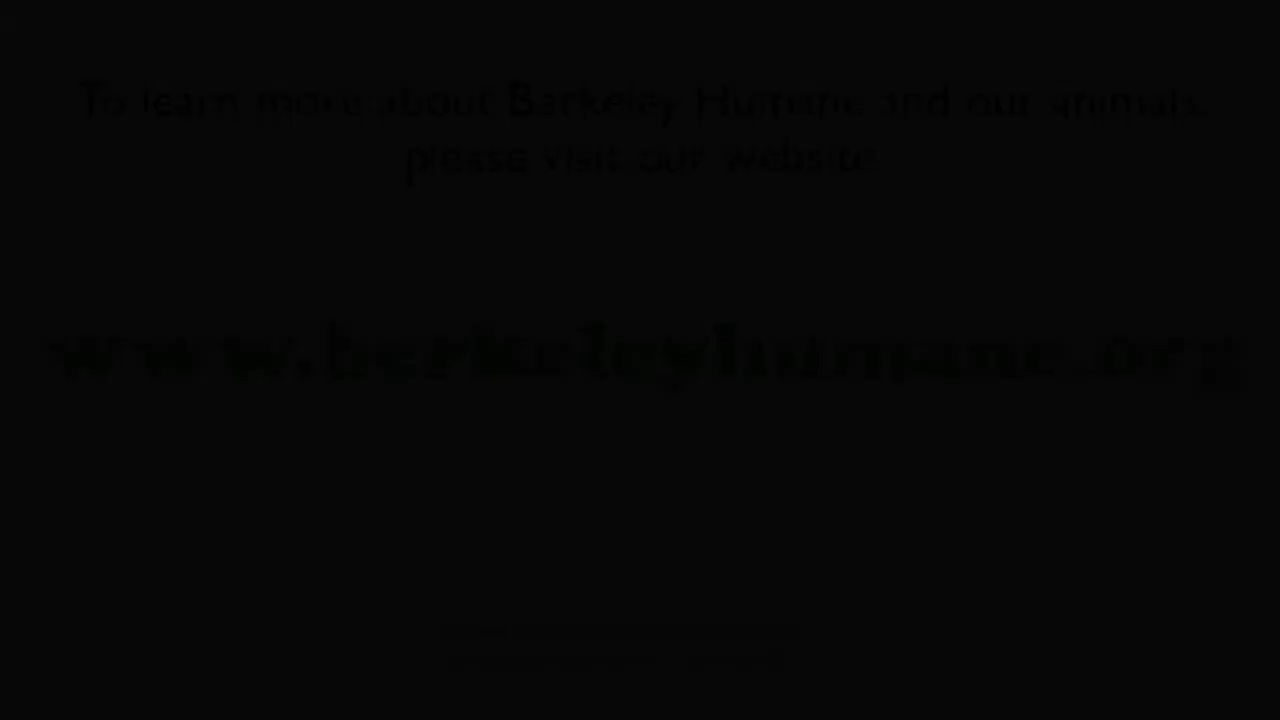 To learn more about Berkeley Humane and our animals,
please visit our website
www.berkeleyhumane.org